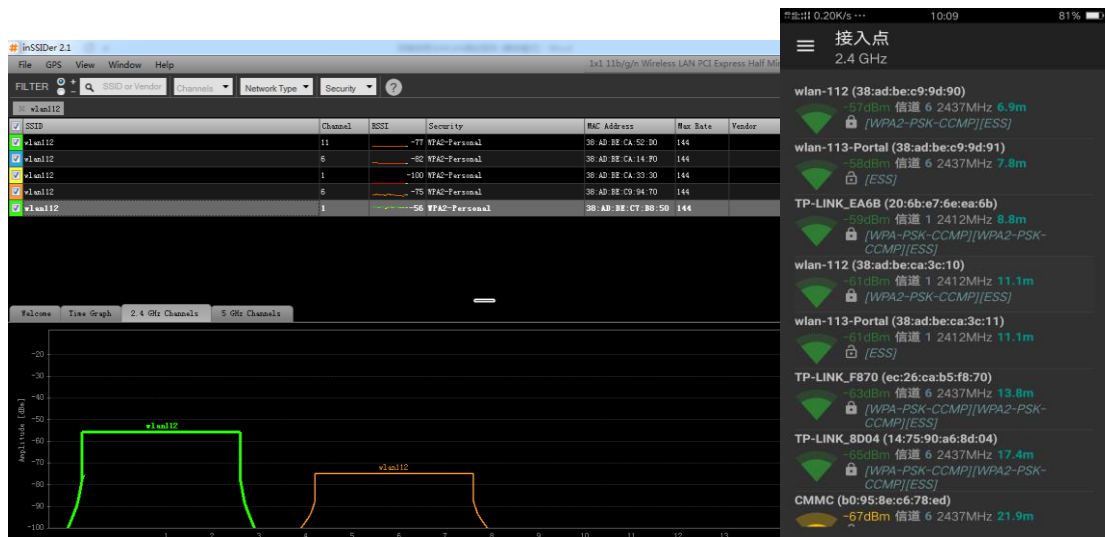 inSSIDer 2.1
File GPS View Window Help
1x1 11b/g/n Wireless LAN PCI Express Half Mi
FILTER + - SSID or Vendor Channels Network Type Security ?
wlan112
SSID Channel RSSI Security MAC Address Max Rate Vendor
wlan112 11 -77 WPA2-Personal 38:AD:BE:CA:52:D0 144
wlan112 6 -82 WPA2-Personal 38:AD:BE:CA:14:F0 144
wlan112 1 -100 WPA2-Personal 38:AD:BE:CA:33:30 144
wlan112 6 -75 WPA2-Personal 38:AD:BE:C9:94:70 144
wlan112 1 -56 WPA2-Personal 38:AD:BE:C7:B8:50 144
Welcome Time Graph 2.4 GHz Channels 5 GHz Channels
Amplitude [dBm]
-20
-30
-40
-50
-60
-70
-80
-90
-100
wlan112
wlan112
1 2 3 4 5 6 7 8 9 10 11 12 13
0.20K/s ··· 10:09 81%
接入点
2.4 GHz
wlan-112 (38:ad:be:c9:9d:90)
-57dBm 信道 6 2437MHz 6.9m
[WPA2-PSK-CCMP][ESS]
wlan-113-Portal (38:ad:be:c9:9d:91)
-58dBm 信道 6 2437MHz 7.8m
[ESS]
TP-LINK_EA6B (20:6b:e7:6e:ea:6b)
-59dBm 信道 1 2412MHz 8.8m
[WPA-PSK-CCMP][WPA2-PSK-
CCMP][ESS]
wlan-112 (38:ad:be:ca:3c:10)
-61dBm 信道 1 2412MHz 11.1m
[WPA2-PSK-CCMP][ESS]
wlan-113-Portal (38:ad:be:ca:3c:11)
-61dBm 信道 1 2412MHz 11.1m
[ESS]
TP-LINK_F870 (ec:26:ca:b5:f8:70)
-63dBm 信道 6 2437MHz 13.8m
[WPA-PSK-CCMP][WPA2-PSK-
CCMP][ESS]
TP-LINK_8D04 (14:75:90:a6:8d:04)
-65dBm 信道 6 2437MHz 17.4m
[WPA-PSK-CCMP][WPA2-PSK-
CCMP][ESS]
CMMC (b0:95:8e:c6:78:ed)
-67dBm 信道 6 2437MHz 21.9m